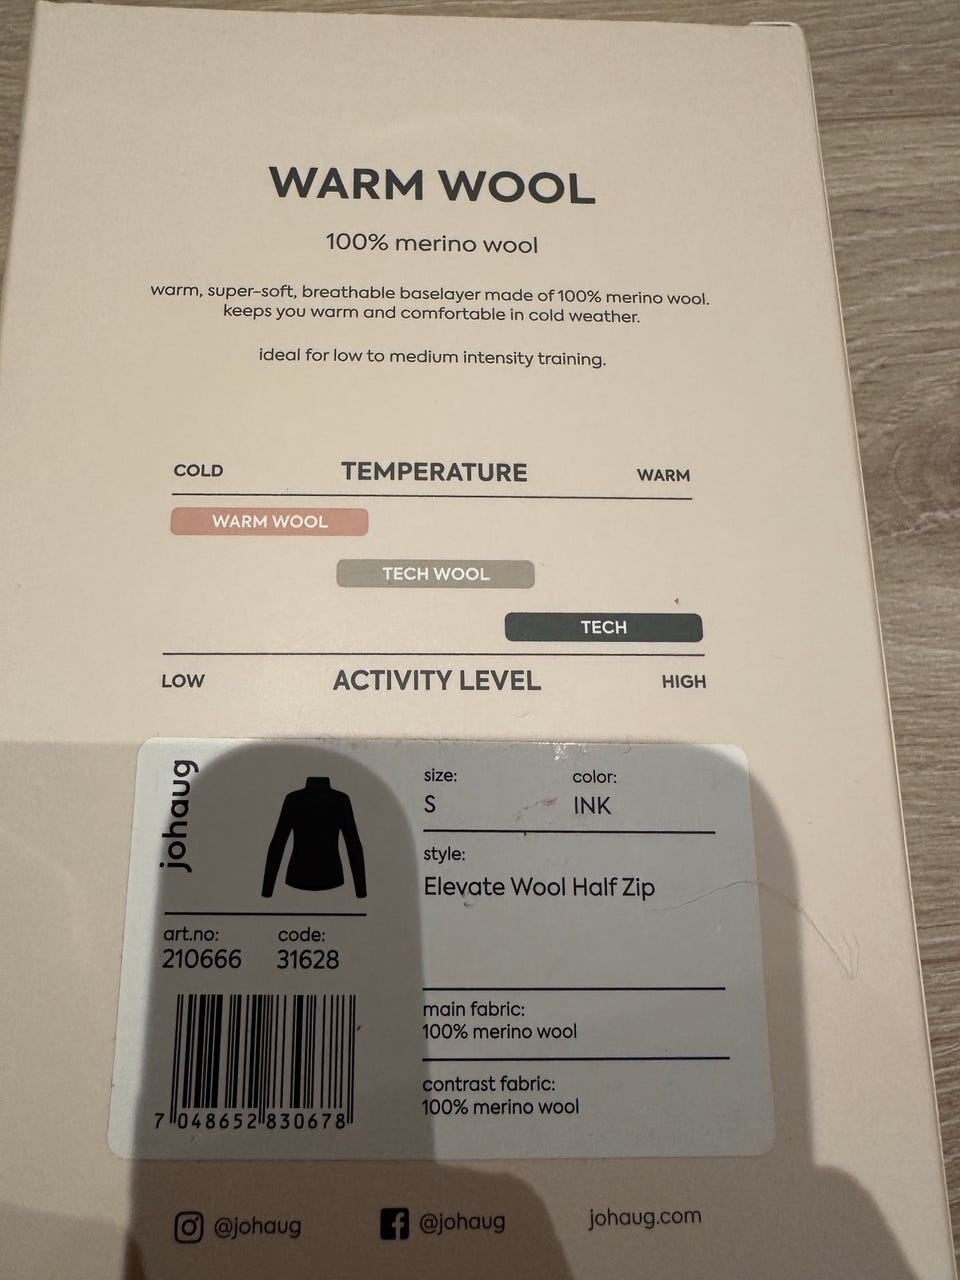 WARM WOOL
100% merino wool
warm, super-soft, breathable baselayer made of 100% merino wool.
keeps you warm and comfortable in cold weather.
ideal for low to medium intensity training.
COLD TEMPERATURE WARM
WARM WOOL
TECH WOOL
TECH
LOW ACTIVITY LEVEL HIGH
johaug
size: color:
S INK
style:
Elevate Wool Half Zip
art.no: code:
210666 31628
main fabric:
100% merino wool
contrast fabric:
100% merino wool
7 048652 830678
@johaug @johaug johaug.com